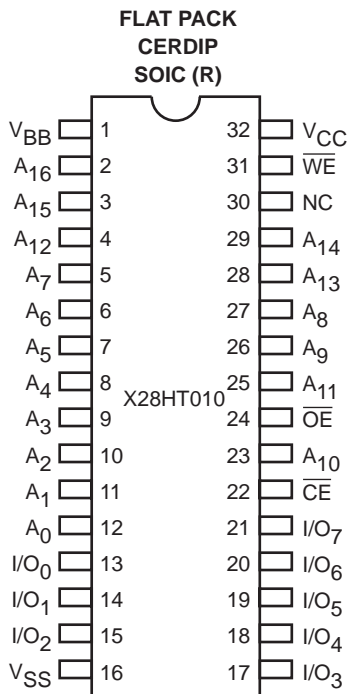 FLAT PACK
CERDIP
SOIC (R)
VBB 1 32 VCC
A16 2 31 WE
A15 3 30 NC
A12 4 29 A14
A7 5 28 A13
A6 6 27 A8
A5 7 26 A9
A4 8 25 A11
X28HT010
A3 9 24 OE
A2 10 23 A10
A1 11 22 CE
A0 12 21 I/O7
I/O0 13 20 I/O6
I/O1 14 19 I/O5
I/O2 15 18 I/O4
VSS 16 17 I/O3